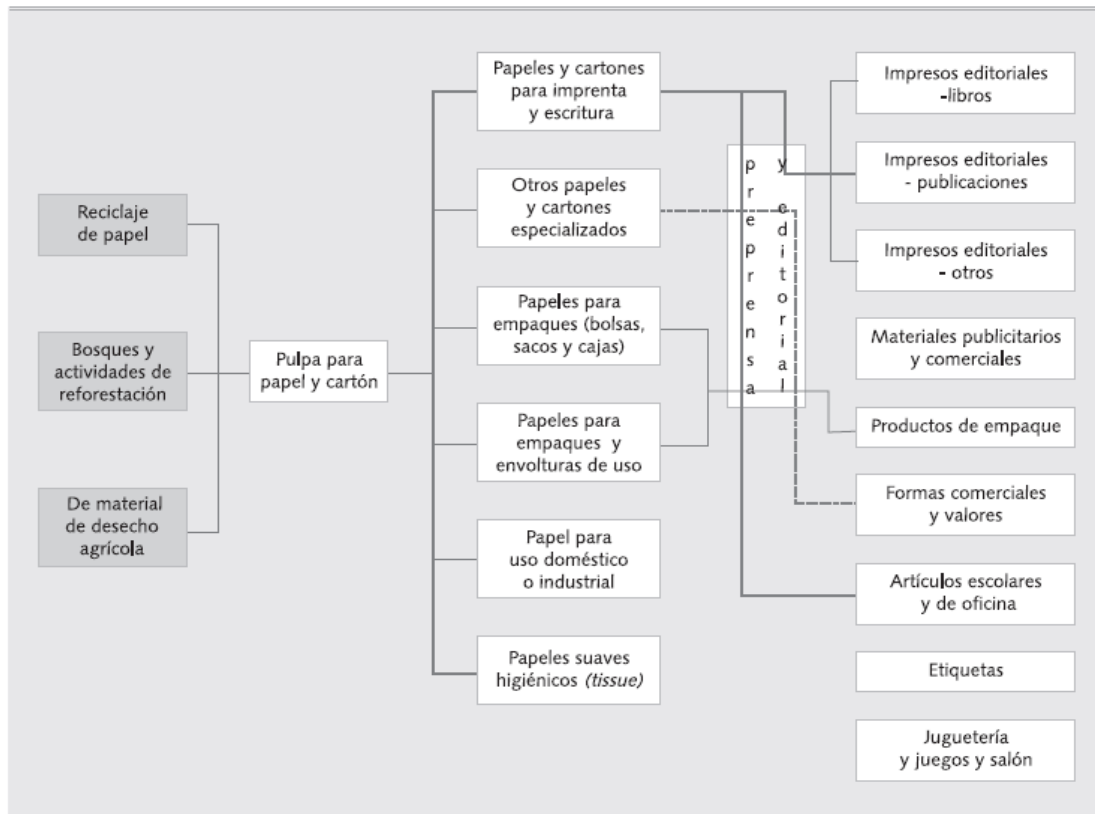 Reciclaje
de papel
Bosques y
actividades de
reforestación
De material
de desecho
agrícola
Pulpa para
papel y cartón
Papeles y cartones
para imprenta
y escritura
Otros papeles
y cartones
especializados
Papeles para
empaques (bolsas,
sacos y cajas)
Papeles para
empaques y
envolturas de uso
Papel para
uso doméstico
o industrial
Papeles suaves
higiénicos (tissue)
preprensa
y editorial
Impresos editoriales
-libros
Impresos editoriales
- publicaciones
Impresos editoriales
- otros
Materiales publicitarios
y comerciales
Productos de empaque
Formas comerciales
y valores
Artículos escolares
y de oficina
Etiquetas
Juguetería
y juegos y salón